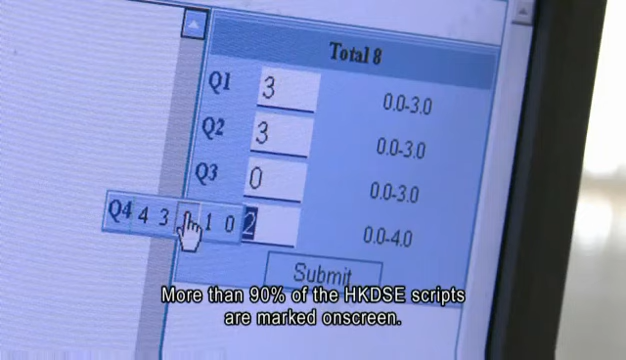 Total 8
Q1 3 0.0-3.0
Q2 3 0.0-3.0
Q3 0 0.0-3.0
Q4 4 3 1 0 2 0.0-4.0
Submit
More than 90% of the HKDSE scripts
are marked onscreen.